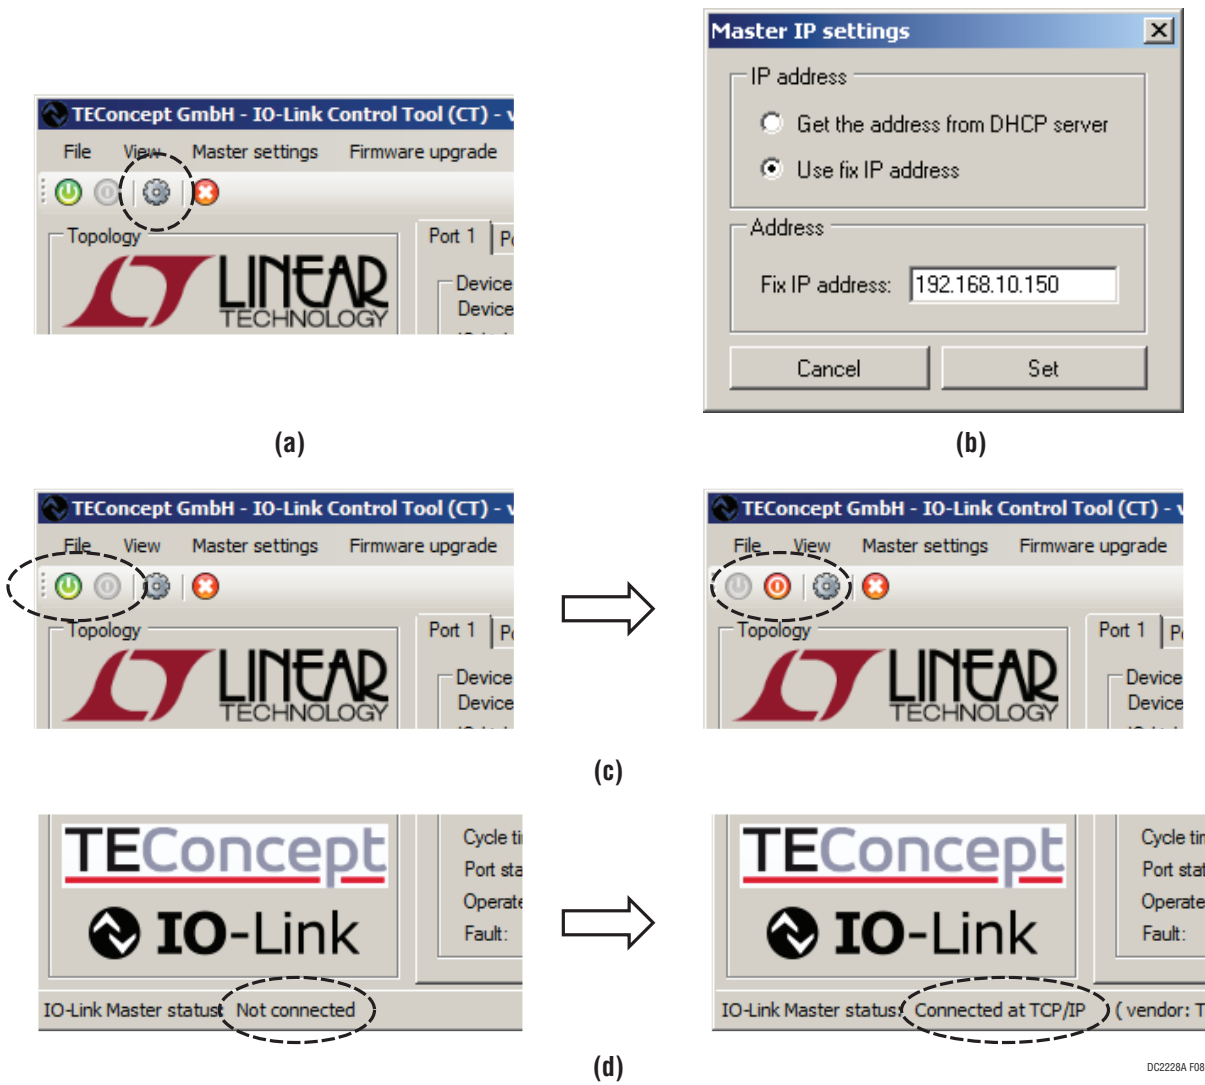 Master IP settings
IP address
Get the address from DHCP server
Use fix IP address
Address
Fix IP address: 192.168.10.150
Cancel Set
TEConcept GmbH - IO-Link Control Tool (CT) -
File View Master settings Firmware upgrade
Topology Port 1
LINEAR
TECHNOLOGY
Device
Device
(a) (b)
TEConcept GmbH - IO-Link Control Tool (CT) -
File View Master settings Firmware upgrade
Topology Port 1
LINEAR
TECHNOLOGY
Device
Device
TEConcept GmbH - IO-Link Control Tool (CT) -
File View Master settings Firmware upgrade
Topology Port 1
LINEAR
TECHNOLOGY
Device
Device
(c)
TEConcept
IO-Link
Cycle ti
Port sta
Operate
Fault:
IO-Link Master status: Not connected
TEConcept
IO-Link
Cycle tin
Port stat
Operate
Fault:
IO-Link Master status: Connected at TCP/IP ( vendor: T
(d)
DC2228A F08